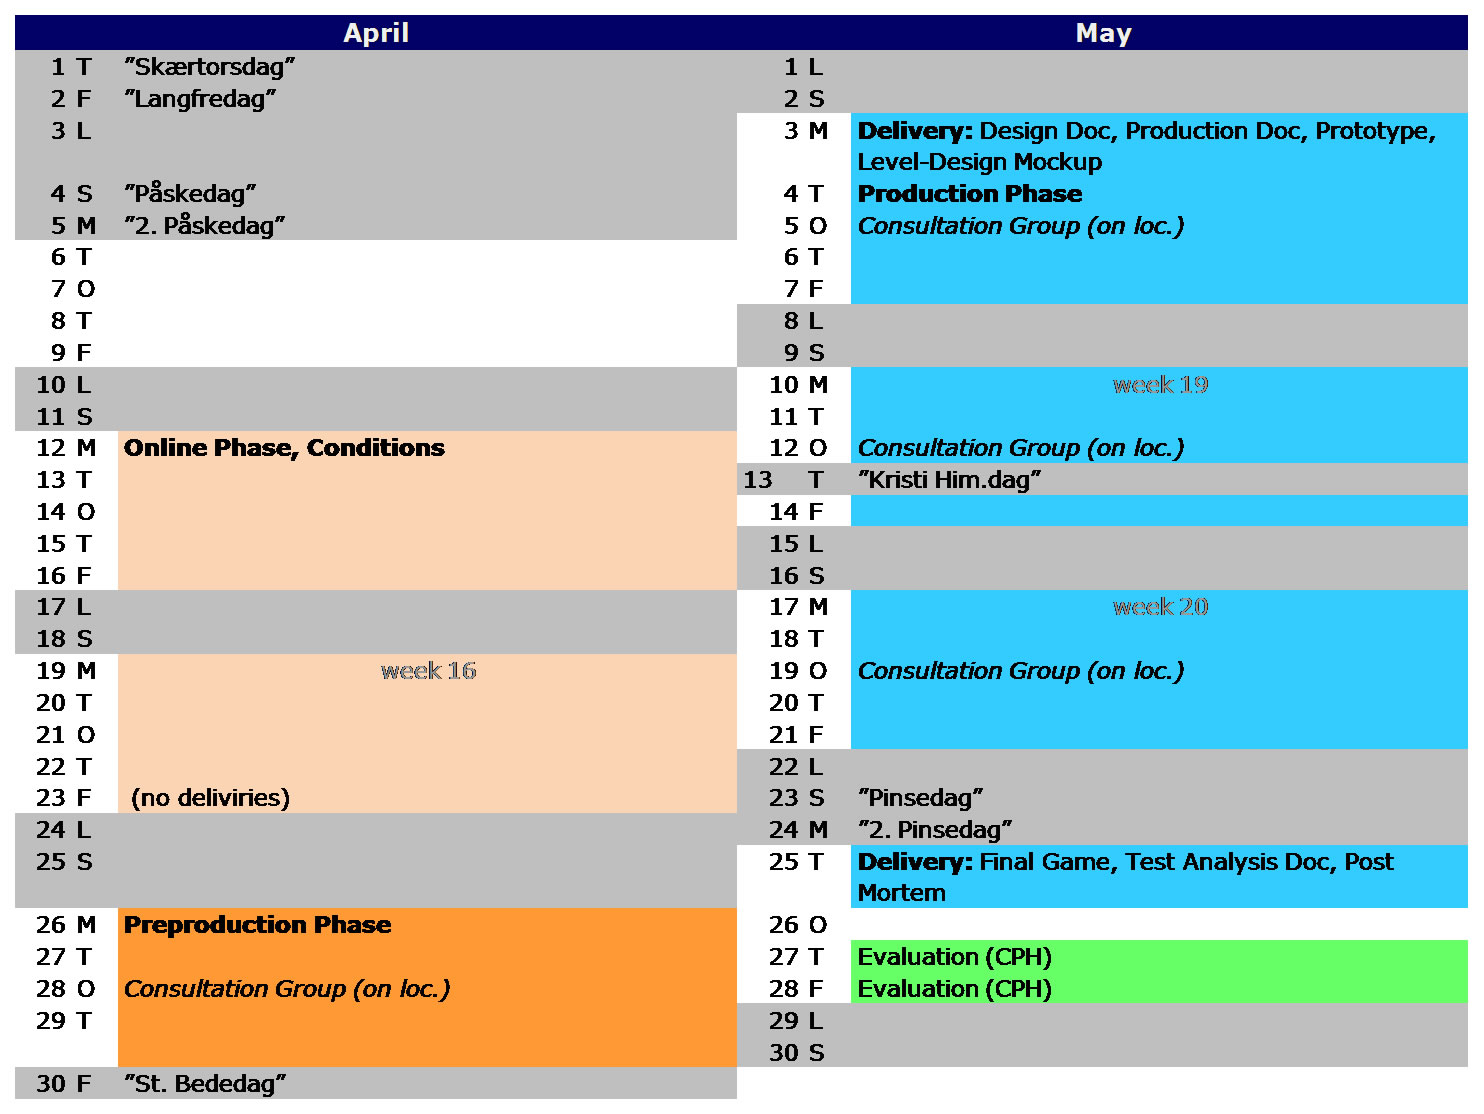 April
1 T ”Skærtorsdag”
2 F ”Langfredag”
3 L
4 S ”Påskedag”
5 M ”2. Påskedag”
6 T
7 O
8 T
9 F
10 L
11 S
12 M Online Phase, Conditions
13 T
14 O
15 T
16 F
17 L
18 S
19 M week 16
20 T
21 O
22 T
23 F (no deliviries)
24 L
25 S
26 M Preproduction Phase
27 T
28 O Consultation Group (on loc.)
29 T
30 F ”St. Bededag”
May
1 L
2 S
3 M Delivery: Design Doc, Production Doc, Prototype,
Level-Design Mockup
4 T Production Phase
5 O Consultation Group (on loc.)
6 T
7 F
8 L
9 S
10 M week 19
11 T
12 O Consultation Group (on loc.)
13 T ”Kristi Him.dag”
14 F
15 L
16 S
17 M week 20
18 T
19 O Consultation Group (on loc.)
20 T
21 F
22 L
23 S ”Pinsedag”
24 M ”2. Pinsedag”
25 T Delivery: Final Game, Test Analysis Doc, Post
Mortem
26 O
27 T Evaluation (CPH)
28 F Evaluation (CPH)
29 L
30 S